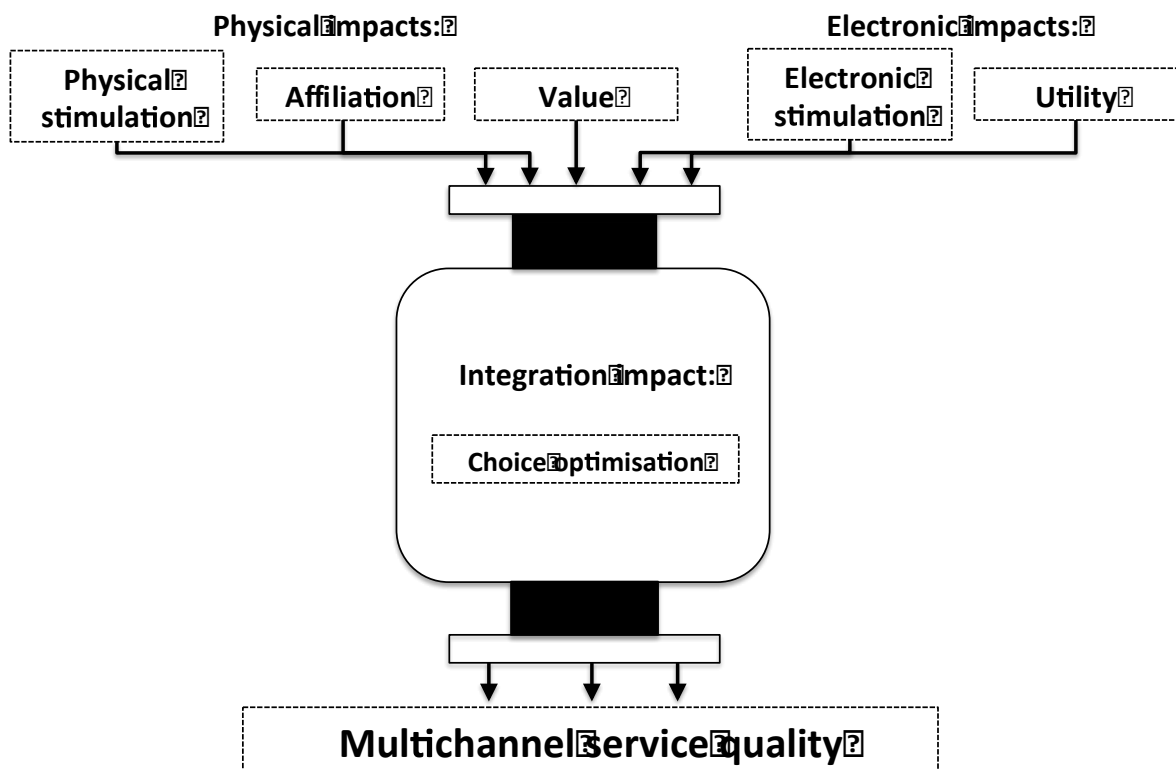 Physical impacts:
Electronic impacts:
Physical
stimulation
Affiliation
Value
Electronic
stimulation
Utility
Integration impact:
Choice optimisation
Multichannel service quality